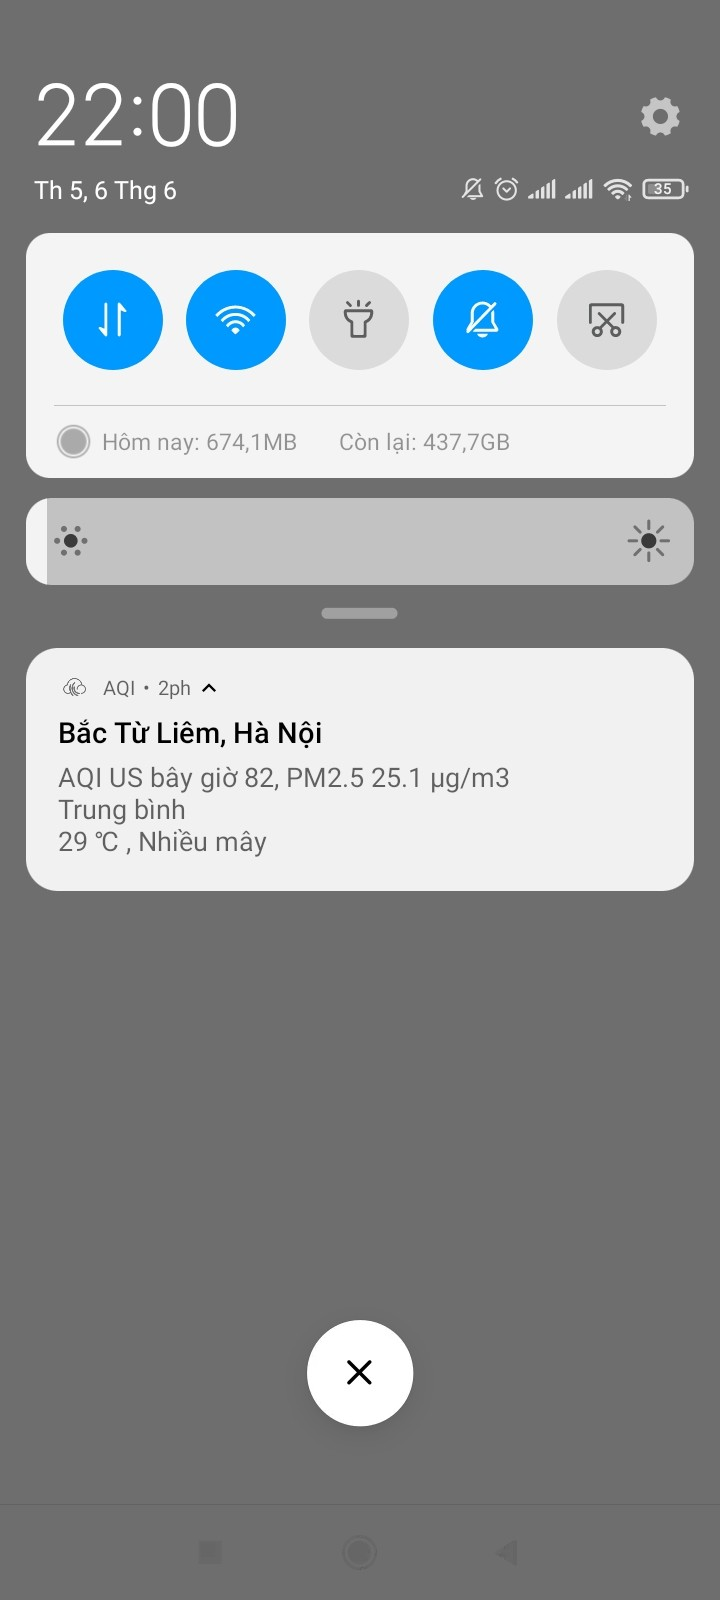 22:00
Th 5, 6 Thg 6
35
Hôm nay: 674,1MB Còn lại: 437,7GB
AQI • 2ph
Bắc Từ Liêm, Hà Nội
AQI US bây giờ 82, PM2.5 25.1 µg/m3
Trung bình
29 ℃ , Nhiều mây